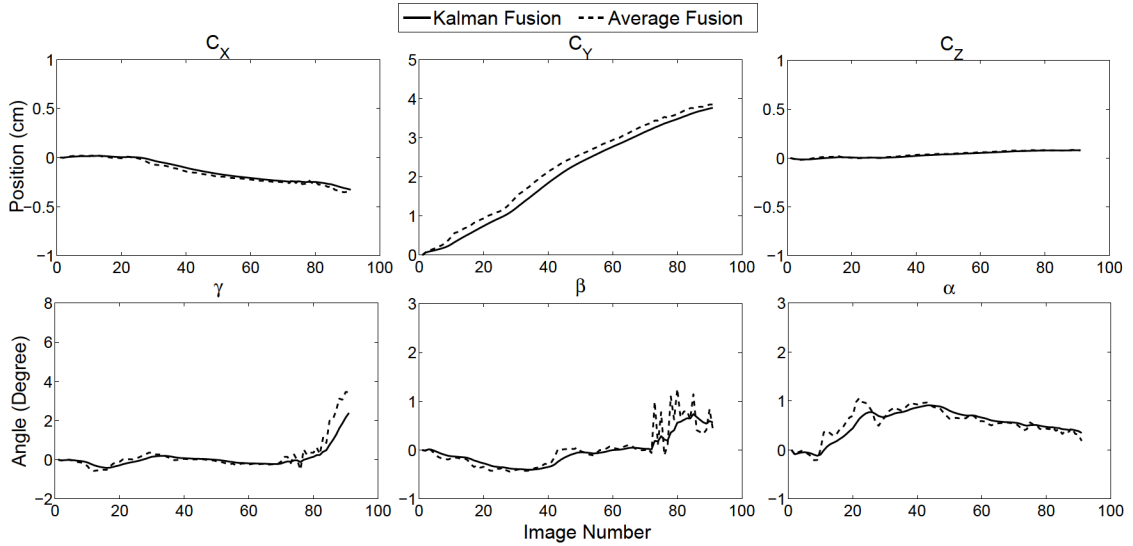 Kalman Fusion Average Fusion
C_X C_Y C_Z
Position (cm)
1 0.5 0 −0.5 −1
0 20 40 60 80 100
5 4 3 2 1 0
0 20 40 60 80 100
1 0.5 0 −0.5 −1
0 20 40 60 80 100
γ β α
Angle (Degree)
8 6 4 2 0 −2
0 20 40 60 80 100
3 2 1 0 −1
0 20 40 60 80 100
3 2 1 0 −1
0 20 40 60 80 100
Image Number